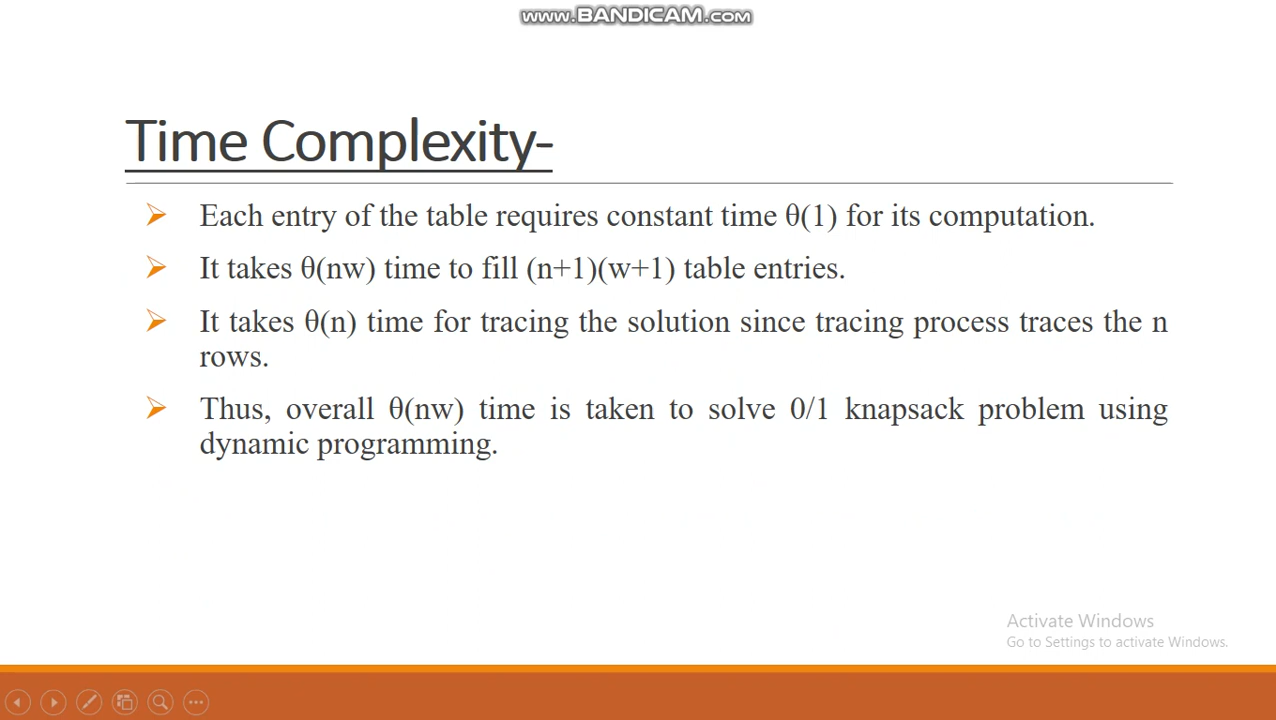 www.BANDICAM.com
Time Complexity-
Each entry of the table requires constant time θ(1) for its computation.
It takes θ(nw) time to fill (n+1)(w+1) table entries.
It takes θ(n) time for tracing the solution since tracing process traces the n
rows.
Thus, overall θ(nw) time is taken to solve 0/1 knapsack problem using
dynamic programming.
Activate Windows
Go to Settings to activate Windows.